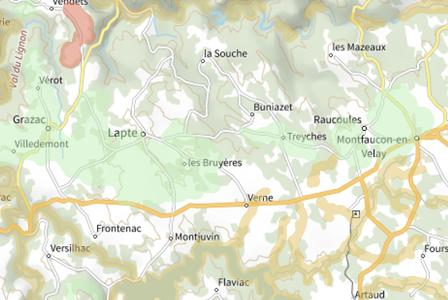 Vendets
Val du Lignon
la Souche
les Mazeaux
Vérot
Buniazet
Grazac
Lapte
Raucoules
Treyches
Montfaucon-en-
Velay
Villedemont
les Bruyères
Verne
Frontenac
Montjuvin
Versilhac
Flaviac
Artaud